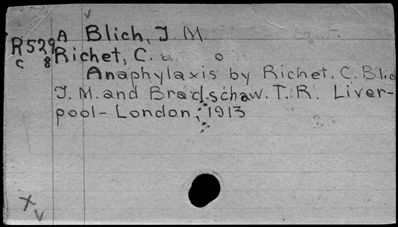 A Blich, J. M
R529
Richet, C.
c 8
Anaphylaxis by Richet. C. Blic
J. M. and Bradschaw. T. R. Liver-
pool-London, 1913